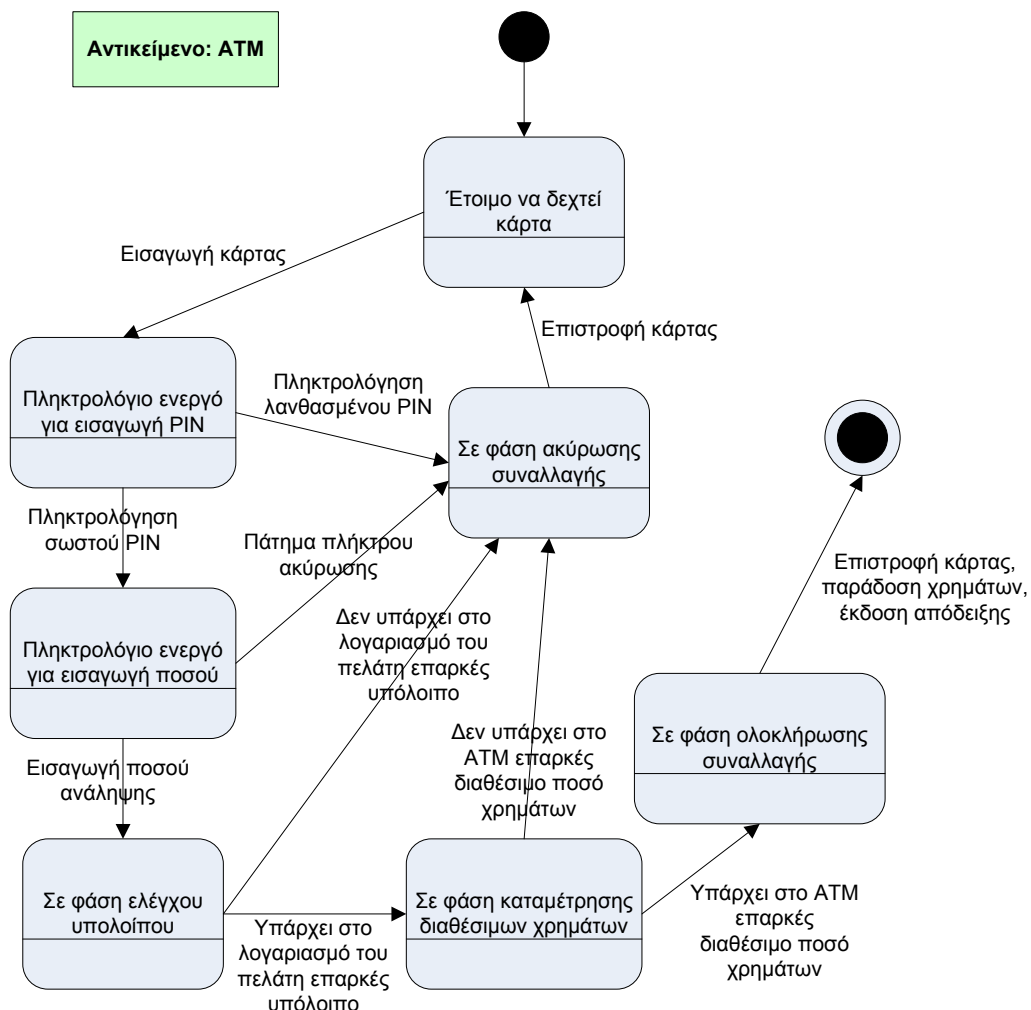 Αντικείμενο: ΑΤΜ
Έτοιμο να δεχτεί
κάρτα
Εισαγωγή κάρτας
Επιστροφή κάρτας
Πληκτρολόγιο ενεργό
για εισαγωγή PIN
Πληκτρολόγηση
λανθασμένου PIN
Σε φάση ακύρωσης
συναλλαγής
Πληκτρολόγηση
σωστού PIN
Πάτημα πλήκτρου
ακύρωσης
Επιστροφή κάρτας,
παράδοση χρημάτων,
έκδοση απόδειξης
Πληκτρολόγιο ενεργό
για εισαγωγή ποσού
Δεν υπάρχει στο
λογαριασμό του
πελάτη επαρκές
υπόλοιπο
Δεν υπάρχει στο
ΑΤΜ επαρκές
διαθέσιμο ποσό
χρημάτων
Σε φάση ολοκλήρωσης
συναλλαγής
Εισαγωγή ποσού
ανάληψης
Σε φάση ελέγχου
υπολοίπου
Υπάρχει στο
λογαριασμό του
πελάτη επαρκές
υπόλοιπο
Σε φάση καταμέτρησης
διαθέσιμων χρημάτων
Υπάρχει στο ΑΤΜ
επαρκές
διαθέσιμο ποσό
χρημάτων